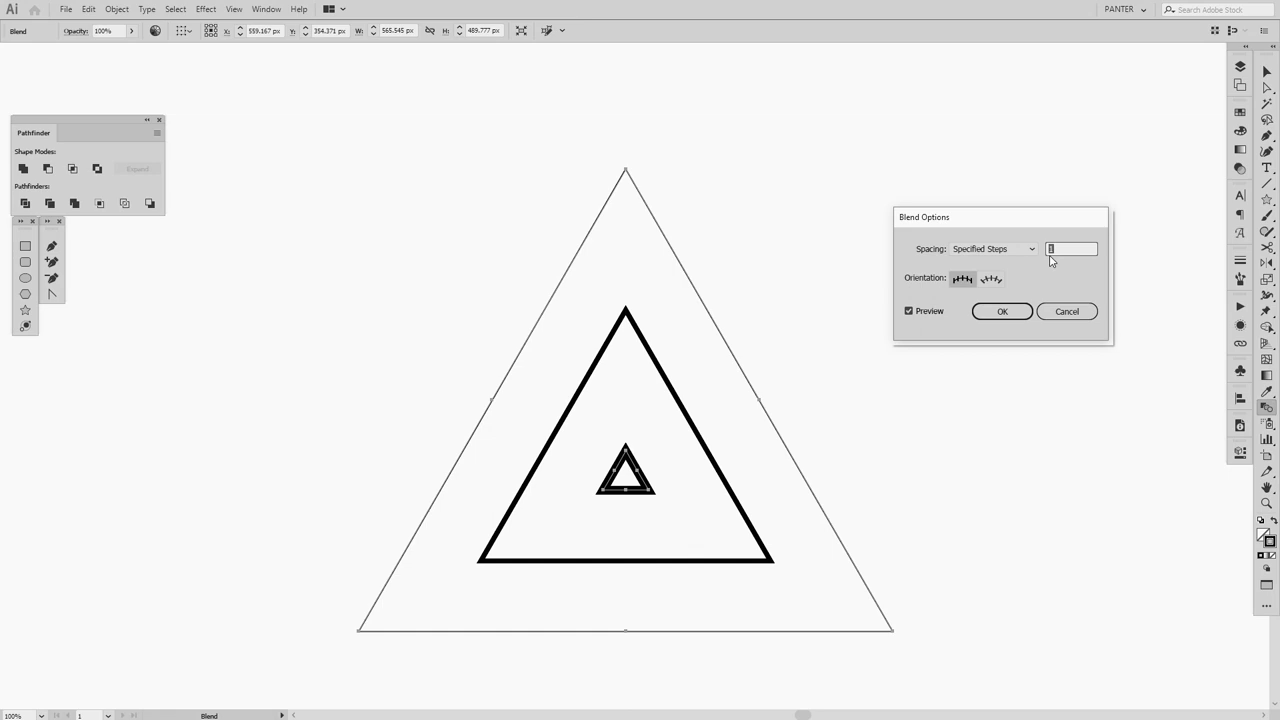 Ai File Edit Object Type Select Effect View Window Help PANTER Search Adobe Stock
Blend Opacity: 100% X: 559.167 px Y: 354.371 px W: 565.545 px H: 489.777 px
Pathfinder
Shape Modes:
Expand
Pathfinders:
Blend Options
Spacing: Specified Steps 1
Orientation:
Preview OK Cancel
100% 1 Blend